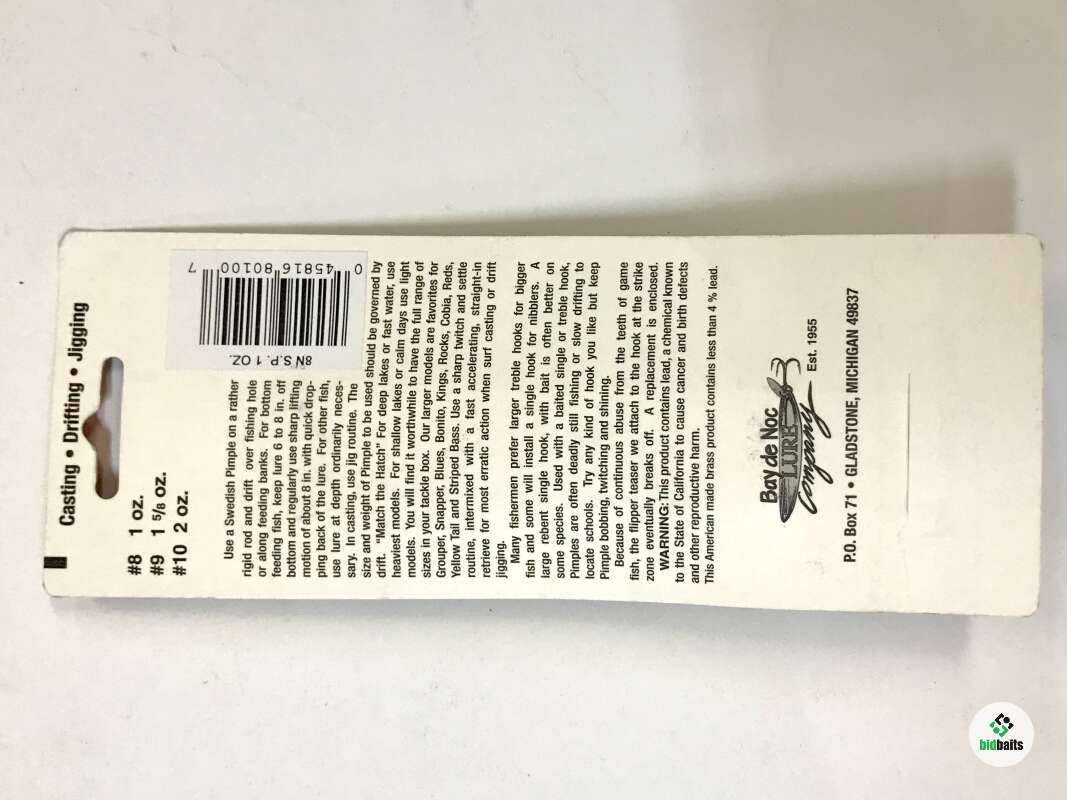 Casting • Drifting • Jigging
#8 1 oz.
#9 1 5/8 oz.
#10 2 oz.
8N S.P. 1 OZ.
0 45816 80100 7
Use a Swedish Pimple on a rather
rigid rod and drift over fishing hole
or along feeding banks. For bottom
feeding fish, keep lure 6 to 8 in. off
bottom and regularly use sharp lifting
motion of about 8 in. with quick drop-
ping back of the lure. For other fish,
use lure at depth ordinarily neces-
sary. In casting, use jig routine. The
size and weight of Pimple to be used should be governed by
drift. "Match the Hatch" For deep lakes or fast water, use
heaviest models. For shallow lakes or calm days use light
models. You will find it worthwhile to have the full range of
sizes in your tackle box. Our larger models are favorites for
Grouper, Snapper, Blues, Bonito, Kings, Rocks, Cobia, Reds,
Yellow Tail and Striped Bass. Use a sharp twitch and settle
routine, intermixed with a fast accelerating, straight-in
retrieve for most erratic action when surf casting or drift
jigging.
Many fishermen prefer larger treble hooks for bigger
fish and some will install a single hook for nibblers. A
large rebent single hook, with bait is often better on
some species. Used with a baited single or treble hook,
Pimples are often deadly still fishing or slow drifting to
locate schools. Try any kind of hook you like but keep
Pimple bobbing, twitching and shining.
Because of continuous abuse from the teeth of game
fish, the flipper teaser we attach to the hook at the strike
zone eventually breaks off. A replacement is enclosed.
WARNING: This product contains lead, a chemical known
to the State of California to cause cancer and birth defects
and other reproductive harm.
This American made brass product contains less than 4 % lead.
Bay de Noc
LURE
Company Est. 1955
P.O. Box 71 • GLADSTONE, MICHIGAN 49837
bidbaits